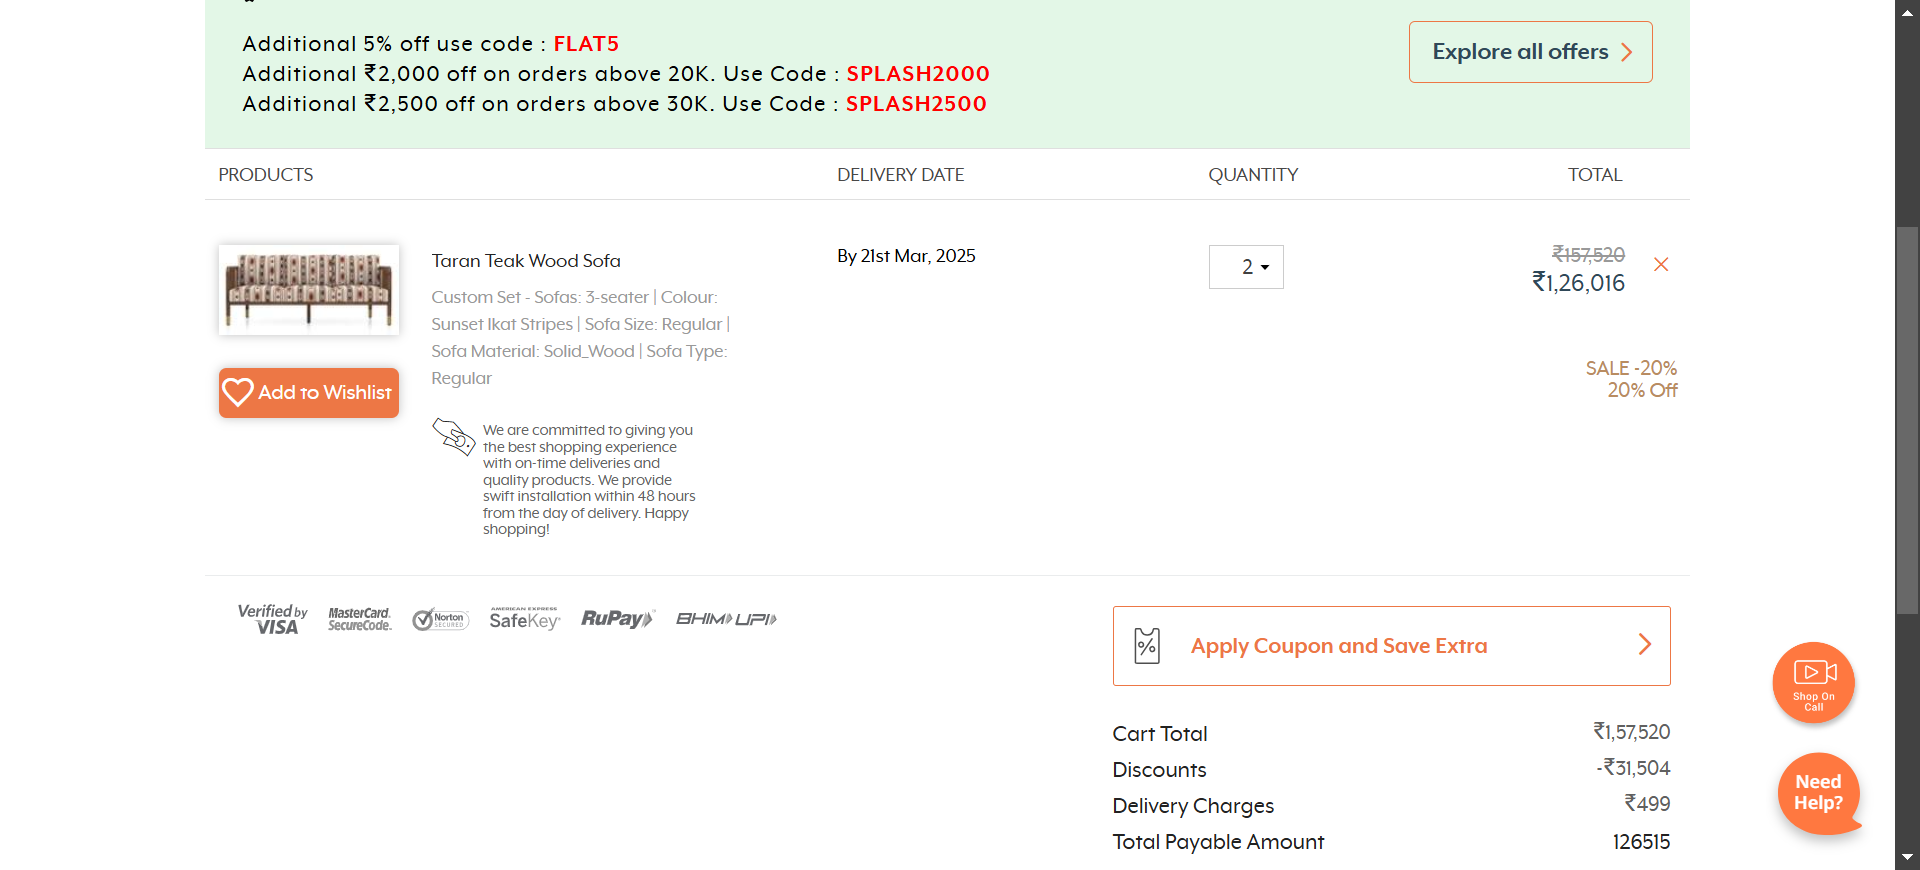 Additional 5% off use code : FLAT5
Additional ₹2,000 off on orders above 20K. Use Code : SPLASH2000
Additional ₹2,500 off on orders above 30K. Use Code : SPLASH2500
Explore all offers
PRODUCTS
DELIVERY DATE
QUANTITY
TOTAL
Taran Teak Wood Sofa
Custom Set - Sofas: 3-seater | Colour:
Sunset Ikat Stripes | Sofa Size: Regular |
Sofa Material: Solid_Wood | Sofa Type:
Regular
Add to Wishlist
We are committed to giving you
the best shopping experience
with on-time deliveries and
quality products. We provide
swift installation within 48 hours
from the day of delivery. Happy
shopping!
By 21st Mar, 2025
2
₹157,520
₹1,26,016
SALE -20%
20% Off
Verified by
VISA
MasterCard.
SecureCode.
Norton
SECURED
AMERICAN EXPRESS
SafeKey
RuPay
BHIM UPI
Apply Coupon and Save Extra
Cart Total ₹1,57,520
Discounts -₹31,504
Delivery Charges ₹499
Total Payable Amount 126515
Shop On
Call
Need
Help?